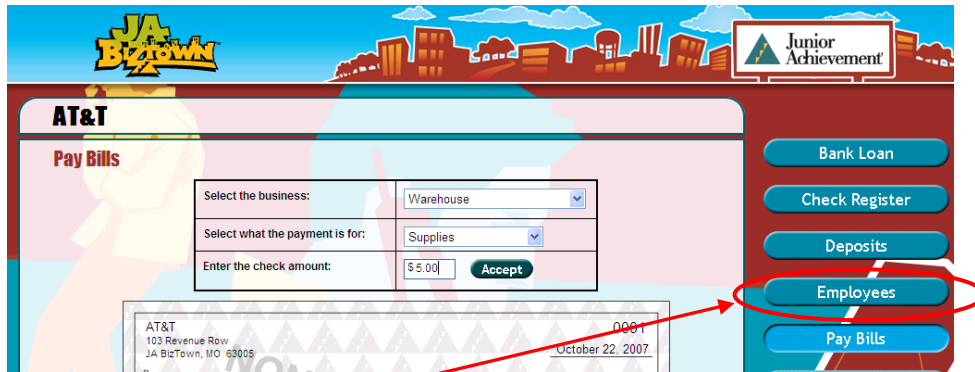 JA
BizTown
Junior
Achievement
AT&T
Pay Bills
Select the business:
Warehouse
Select what the payment is for:
Supplies
Enter the check amount:
$5.00
Accept
Bank Loan
Check Register
Deposits
Employees
Pay Bills
AT&T
0001
103 Revenue Row
JA BizTown, MO 63005
October 22, 2007